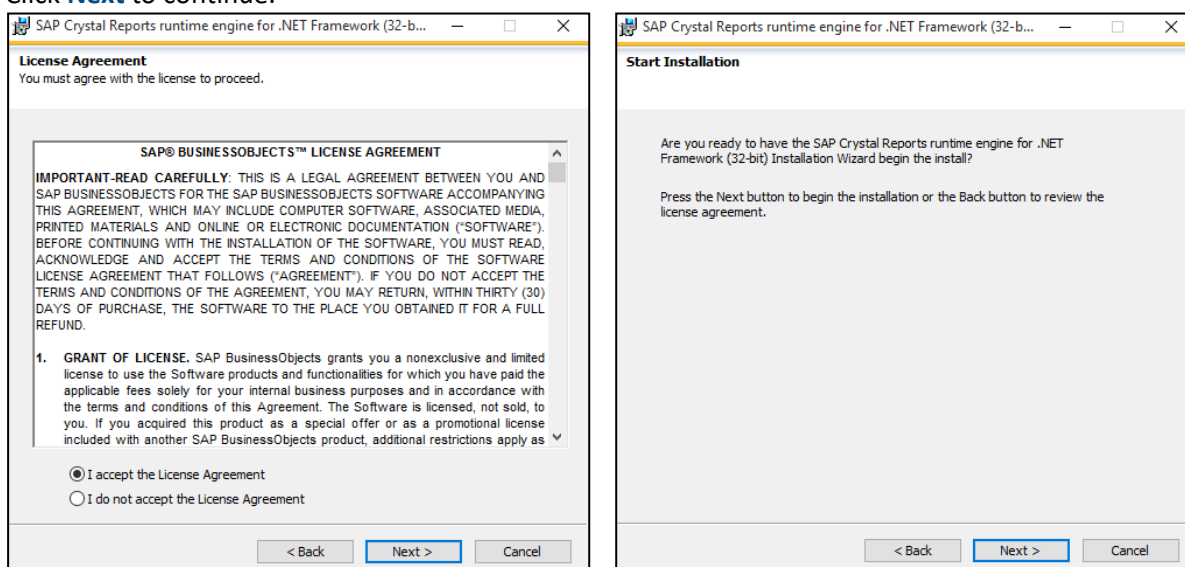 Click Next to continue.
SAP Crystal Reports runtime engine for .NET Framework (32-b...
License Agreement
You must agree with the license to proceed.
SAP® BUSINESSOBJECTS™ LICENSE AGREEMENT
IMPORTANT-READ CAREFULLY: THIS IS A LEGAL AGREEMENT BETWEEN YOU AND
SAP BUSINESSOBJECTS FOR THE SAP BUSINESSOBJECTS SOFTWARE ACCOMPANYING
THIS AGREEMENT, WHICH MAY INCLUDE COMPUTER SOFTWARE, ASSOCIATED MEDIA,
PRINTED MATERIALS AND ONLINE OR ELECTRONIC DOCUMENTATION ("SOFTWARE").
BEFORE CONTINUING WITH THE INSTALLATION OF THE SOFTWARE, YOU MUST READ,
ACKNOWLEDGE AND ACCEPT THE TERMS AND CONDITIONS OF THE SOFTWARE
LICENSE AGREEMENT THAT FOLLOWS ("AGREEMENT"). IF YOU DO NOT ACCEPT THE
TERMS AND CONDITIONS OF THE AGREEMENT, YOU MAY RETURN, WITHIN THIRTY (30)
DAYS OF PURCHASE, THE SOFTWARE TO THE PLACE YOU OBTAINED IT FOR A FULL
REFUND.
1. GRANT OF LICENSE. SAP BusinessObjects grants you a nonexclusive and limited
license to use the Software products and functionalities for which you have paid the
applicable fees solely for your internal business purposes and in accordance with
the terms and conditions of this Agreement. The Software is licensed, not sold, to
you. If you acquired this product as a special offer or as a promotional license
included with another SAP BusinessObjects product, additional restrictions apply as
I accept the License Agreement
I do not accept the License Agreement
< Back Next > Cancel
SAP Crystal Reports runtime engine for .NET Framework (32-b...
Start Installation
Are you ready to have the SAP Crystal Reports runtime engine for .NET
Framework (32-bit) Installation Wizard begin the install?
Press the Next button to begin the installation or the Back button to review the
license agreement.
< Back Next > Cancel